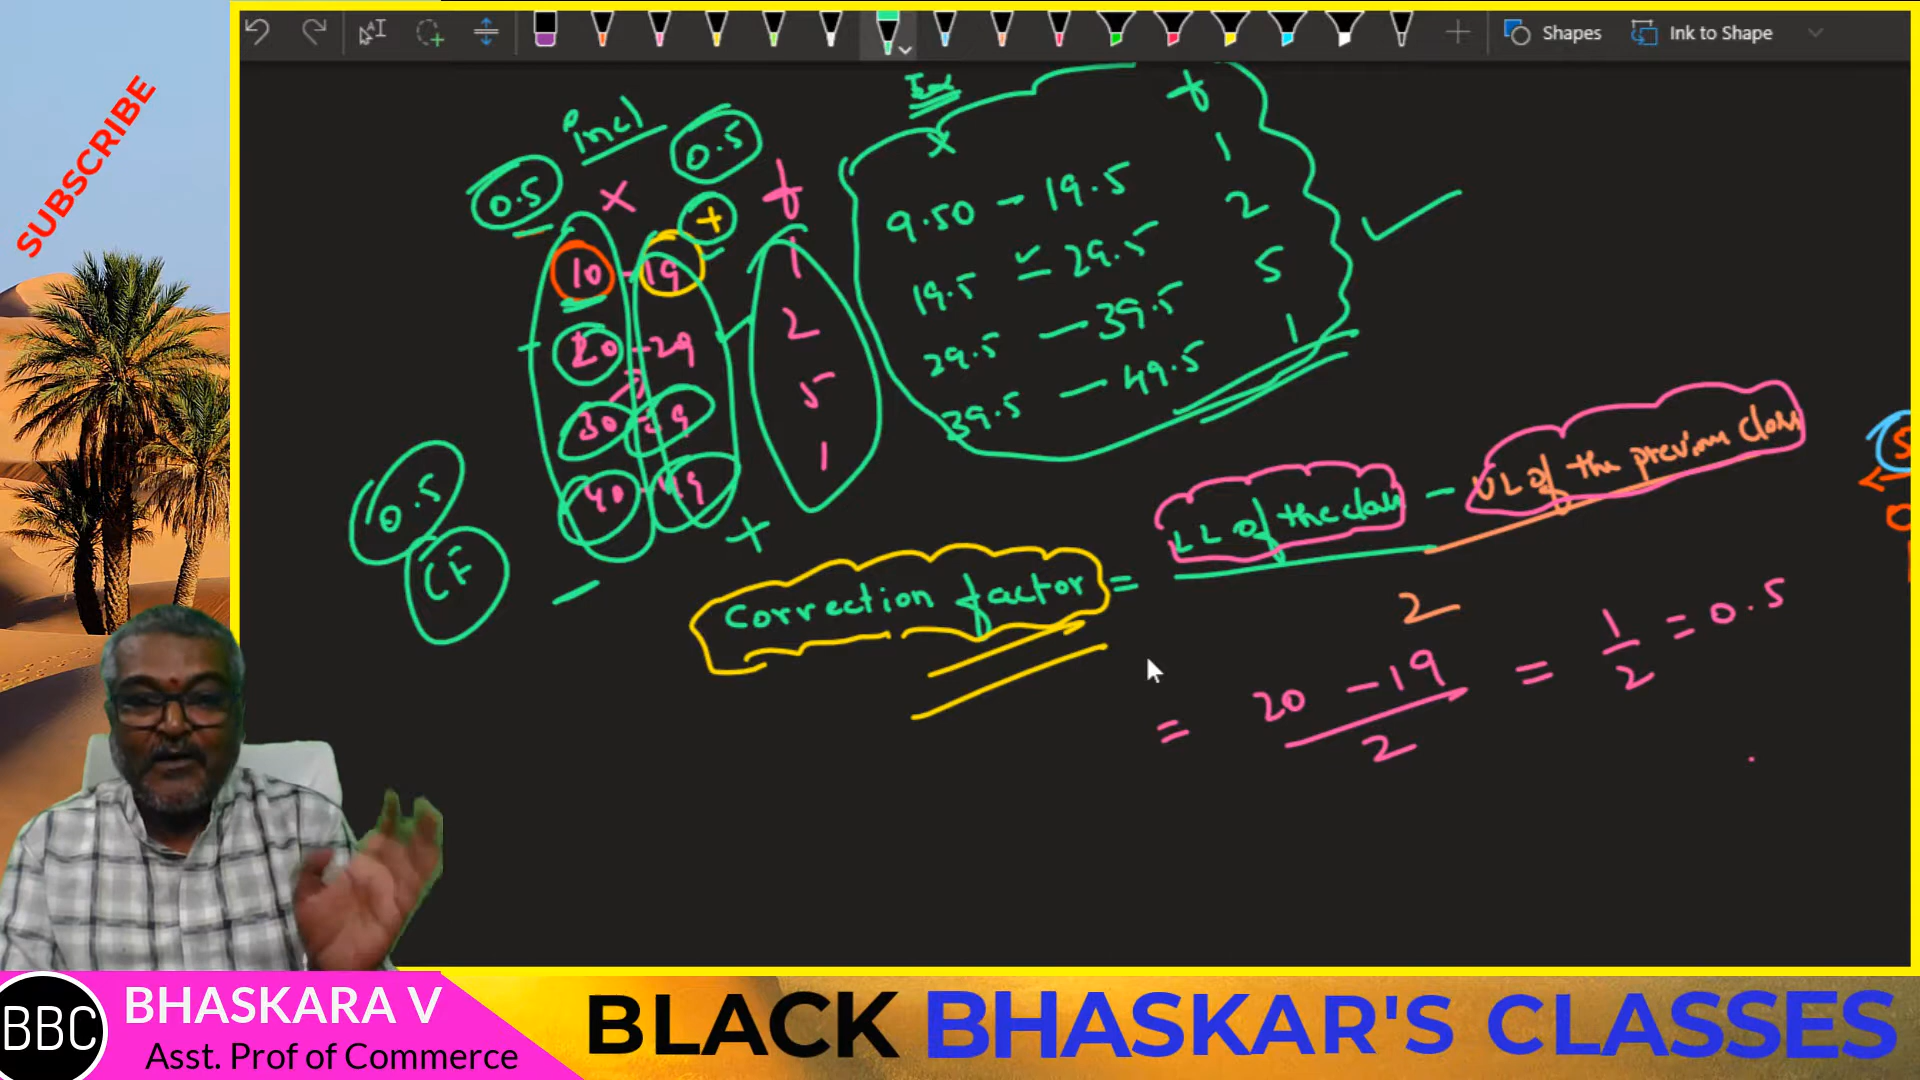 Shapes
Ink to Shape
SUBSCRIBE
Incl
0.5
0.5
X
+
f
10 - 19 1
20 - 29 2
30 - 39 5
40 - 49 1
- +
X f
9.50 - 19.5 1
19.5 - 29.5 2
29.5 - 39.5 5
39.5 - 49.5 1
0.5
CF
Correction factor = LL of the class - UL of the previous class
2
= 20 - 19 = 1 = 0.5
2 2
BBC
BHASKARA V
Asst. Prof of Commerce
BLACK BHASKAR'S CLASSES